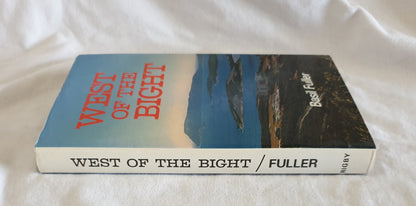 WEST
OF THE
BIGHT
Basil Fuller
WEST OF THE BIGHT / FULLER
RIGBY